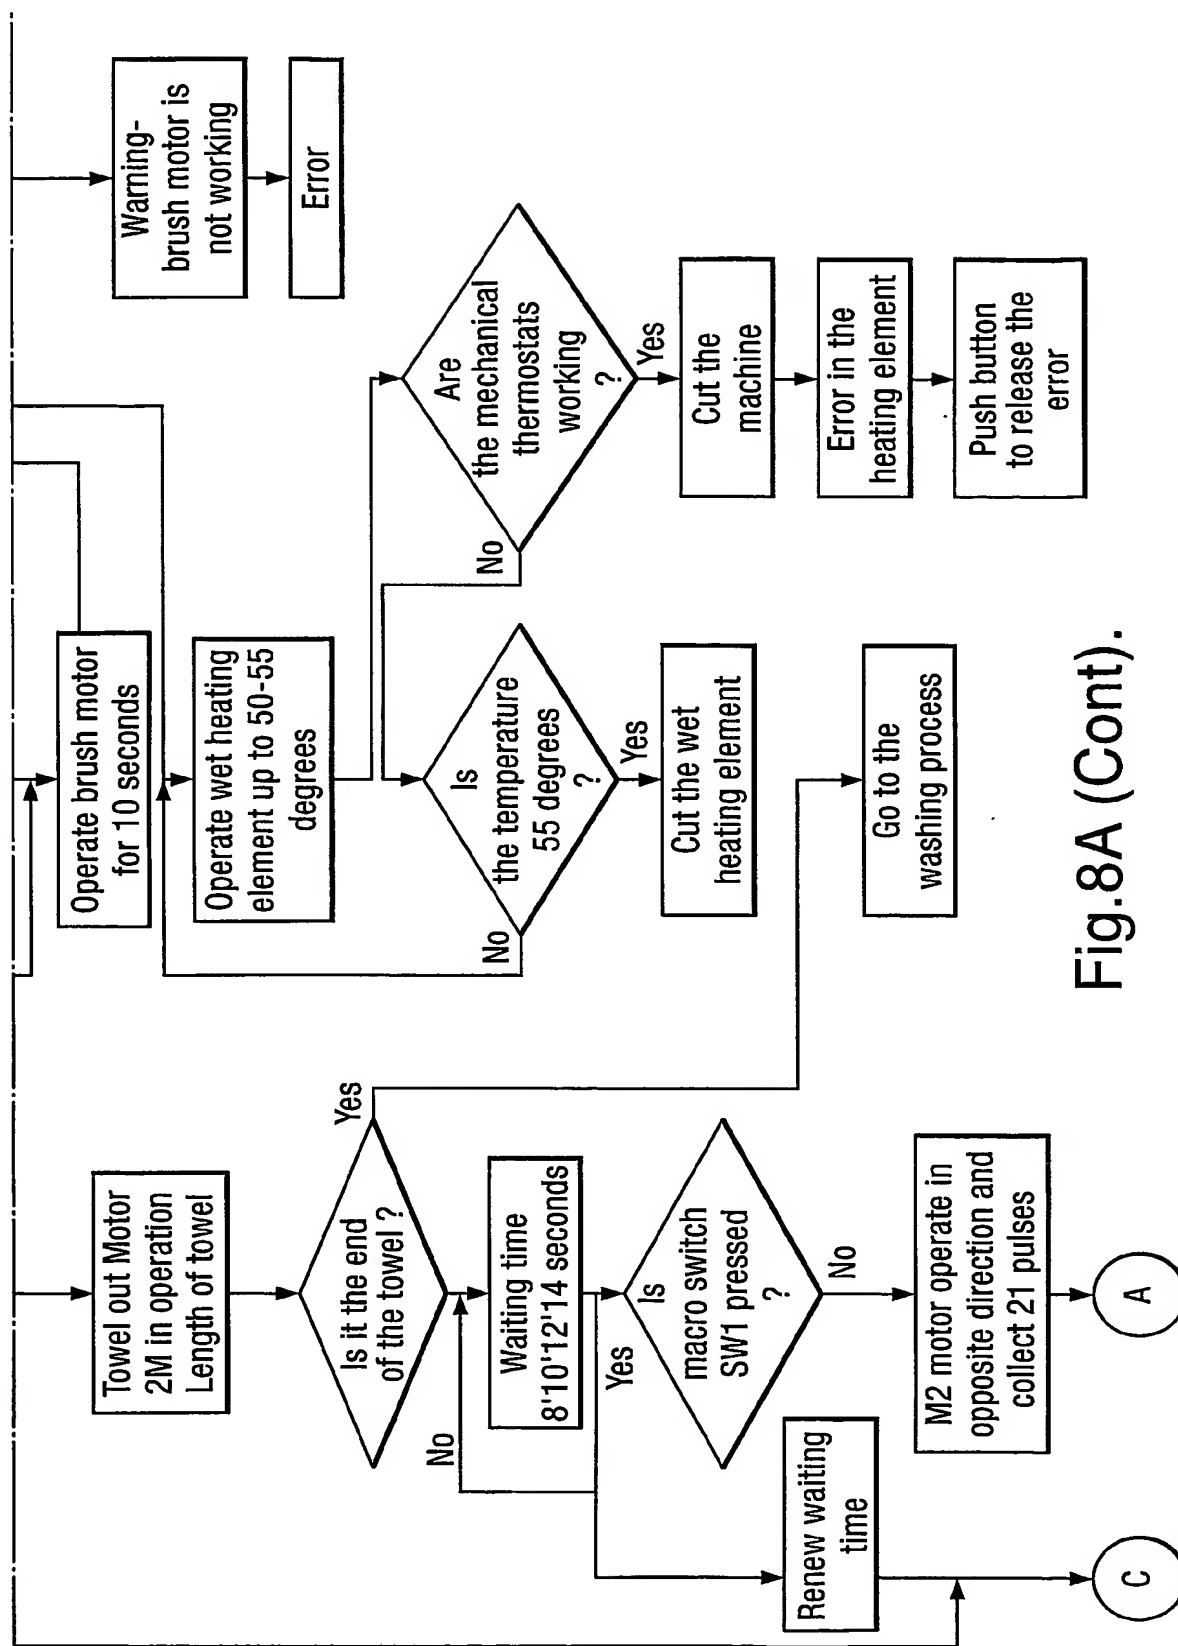 Towel out Motor
2M in operation
Length of towel
Is it the end
of the towel ?
Yes
No
Waiting time
8'10'12'14 seconds
Yes
Is
macro switch
SW1 pressed
?
No
Renew waiting
time
M2 motor operate in
opposite direction and
collect 21 pulses
C
A
Operate brush motor
for 10 seconds
Operate wet heating
element up to 50-55
degrees
Is
the temperature
55 degrees
?
No
Yes
Cut the wet
heating element
Go to the
washing process
Warning-
brush motor is
not working
Error
Are
the mechanical
thermostats
working
?
No
Yes
Cut the
machine
Error in the
heating element
Push button
to release the
error
Fig.8A (Cont).